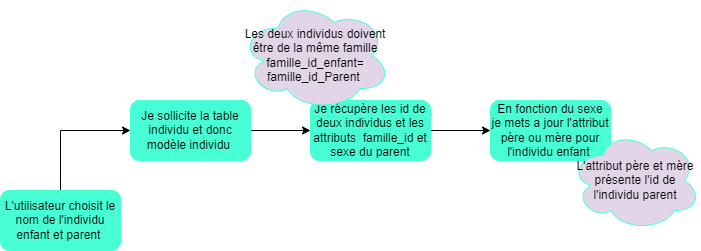 Les deux individus doivent
être de la même famille
famille_id_enfant=
famille_id_Parent
Je sollicite la table
individu et donc
modèle individu
Je récupère les id de
deux individus et les
attributs famille_id et
sexe du parent
En fonction du sexe
je mets a jour l'attribut
père ou mère pour
l'individu enfant
L'attribut père et mère
présente l'id de
l'individu parent
L'utilisateur choisit le
nom de l'individu
enfant et parent